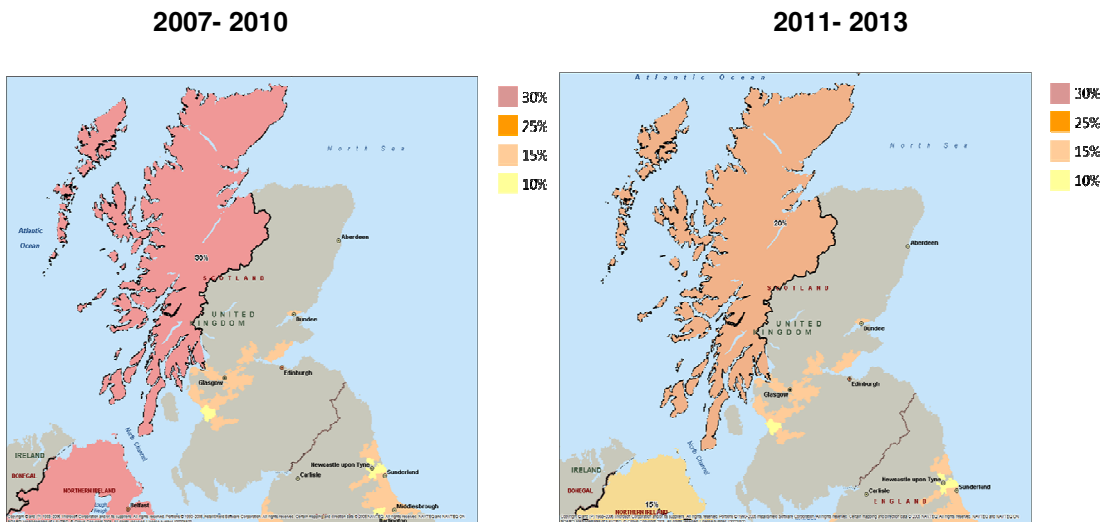 2007- 2010
2011- 2013
30%
25%
15%
10%
North Sea
Atlantic
Ocean
Aberdeen
30%
SCOTLAND
UNITED
KINGDOM
Dundee
Edinburgh
Glasgow
North Channel
IRELAND
DONEGAL
NORTHERN IRELAND
Belfast
Newcastle upon Tyne
Sunderland
Carlisle
Middlesbrough
Atlantic Ocean
30%
25%
15%
10%
North Sea
20%
Aberdeen
SCOTLAND
UNITED
KINGDOM
Dundee
Edinburgh
Glasgow
North Channel
IRELAND
DONEGAL
15%
NORTHERN IRELAND
Newcastle upon Tyne
Sunderland
Carlisle
ENGLAND